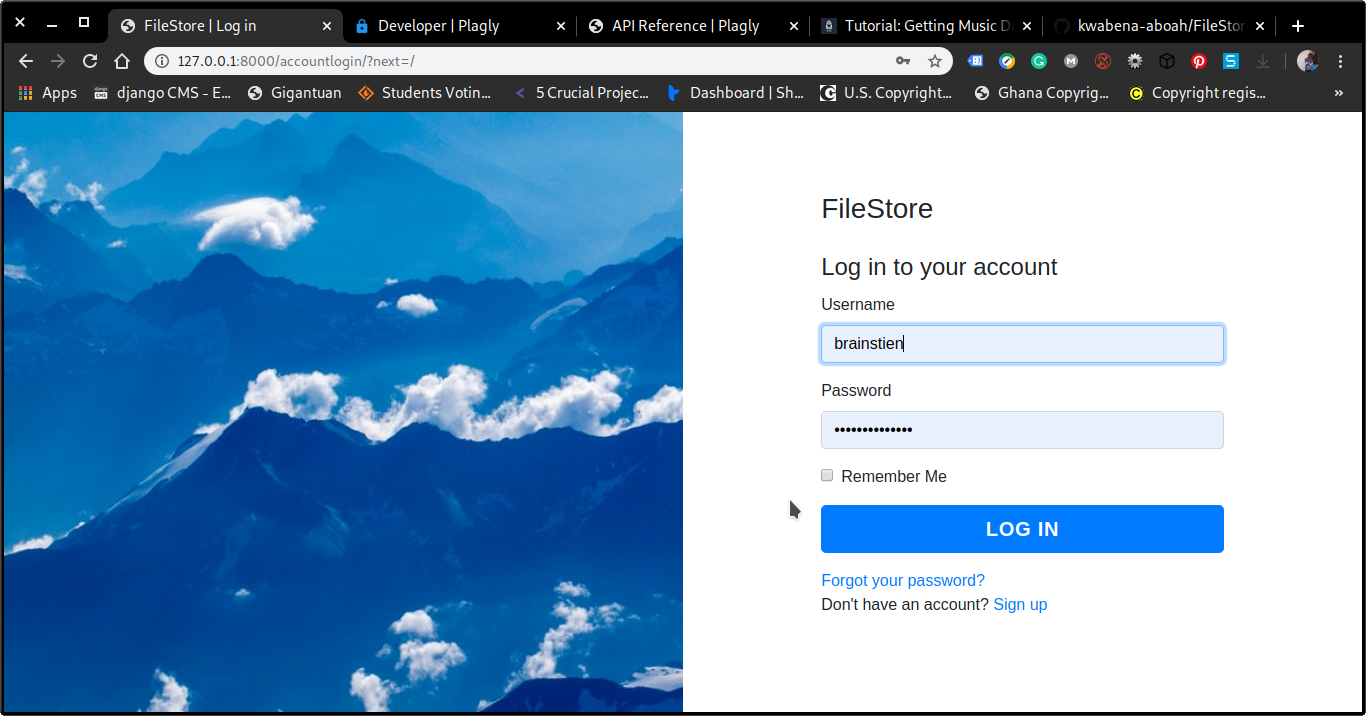 FileStore | Log in
Developer | Plagly
API Reference | Plagly
Tutorial: Getting Music D
kwabena-aboah/FileStor
127.0.0.1:8000/accountlogin/?next=/
Apps
django CMS - E...
Gigantuan
Students Votin...
5 Crucial Projec...
Dashboard | Sh...
U.S. Copyright...
Ghana Copyrig...
Copyright regis...
»
FileStore
Log in to your account
Username
brainstien
Password
••••••••••••••
Remember Me
LOG IN
Forgot your password?
Don't have an account? Sign up